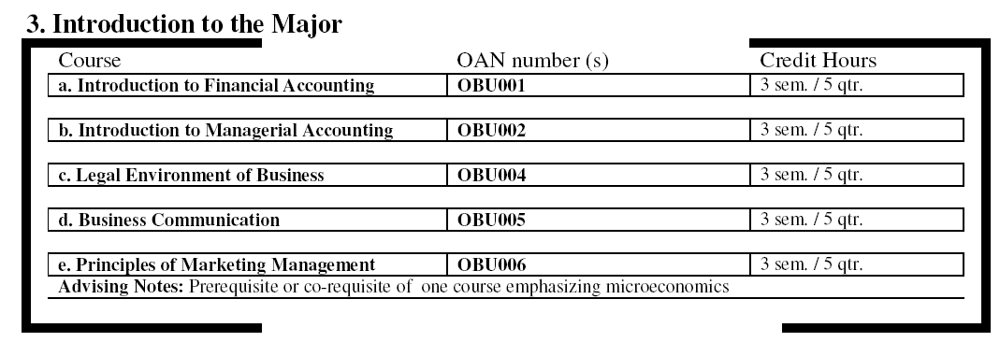 3. Introduction to the Major
Course OAN number (s) Credit Hours
a. Introduction to Financial Accounting OBU001 3 sem. / 5 qtr.
b. Introduction to Managerial Accounting OBU002 3 sem. / 5 qtr.
c. Legal Environment of Business OBU004 3 sem. / 5 qtr.
d. Business Communication OBU005 3 sem. / 5 qtr.
e. Principles of Marketing Management OBU006 3 sem. / 5 qtr.
Advising Notes: Prerequisite or co-requisite of one course emphasizing microeconomics